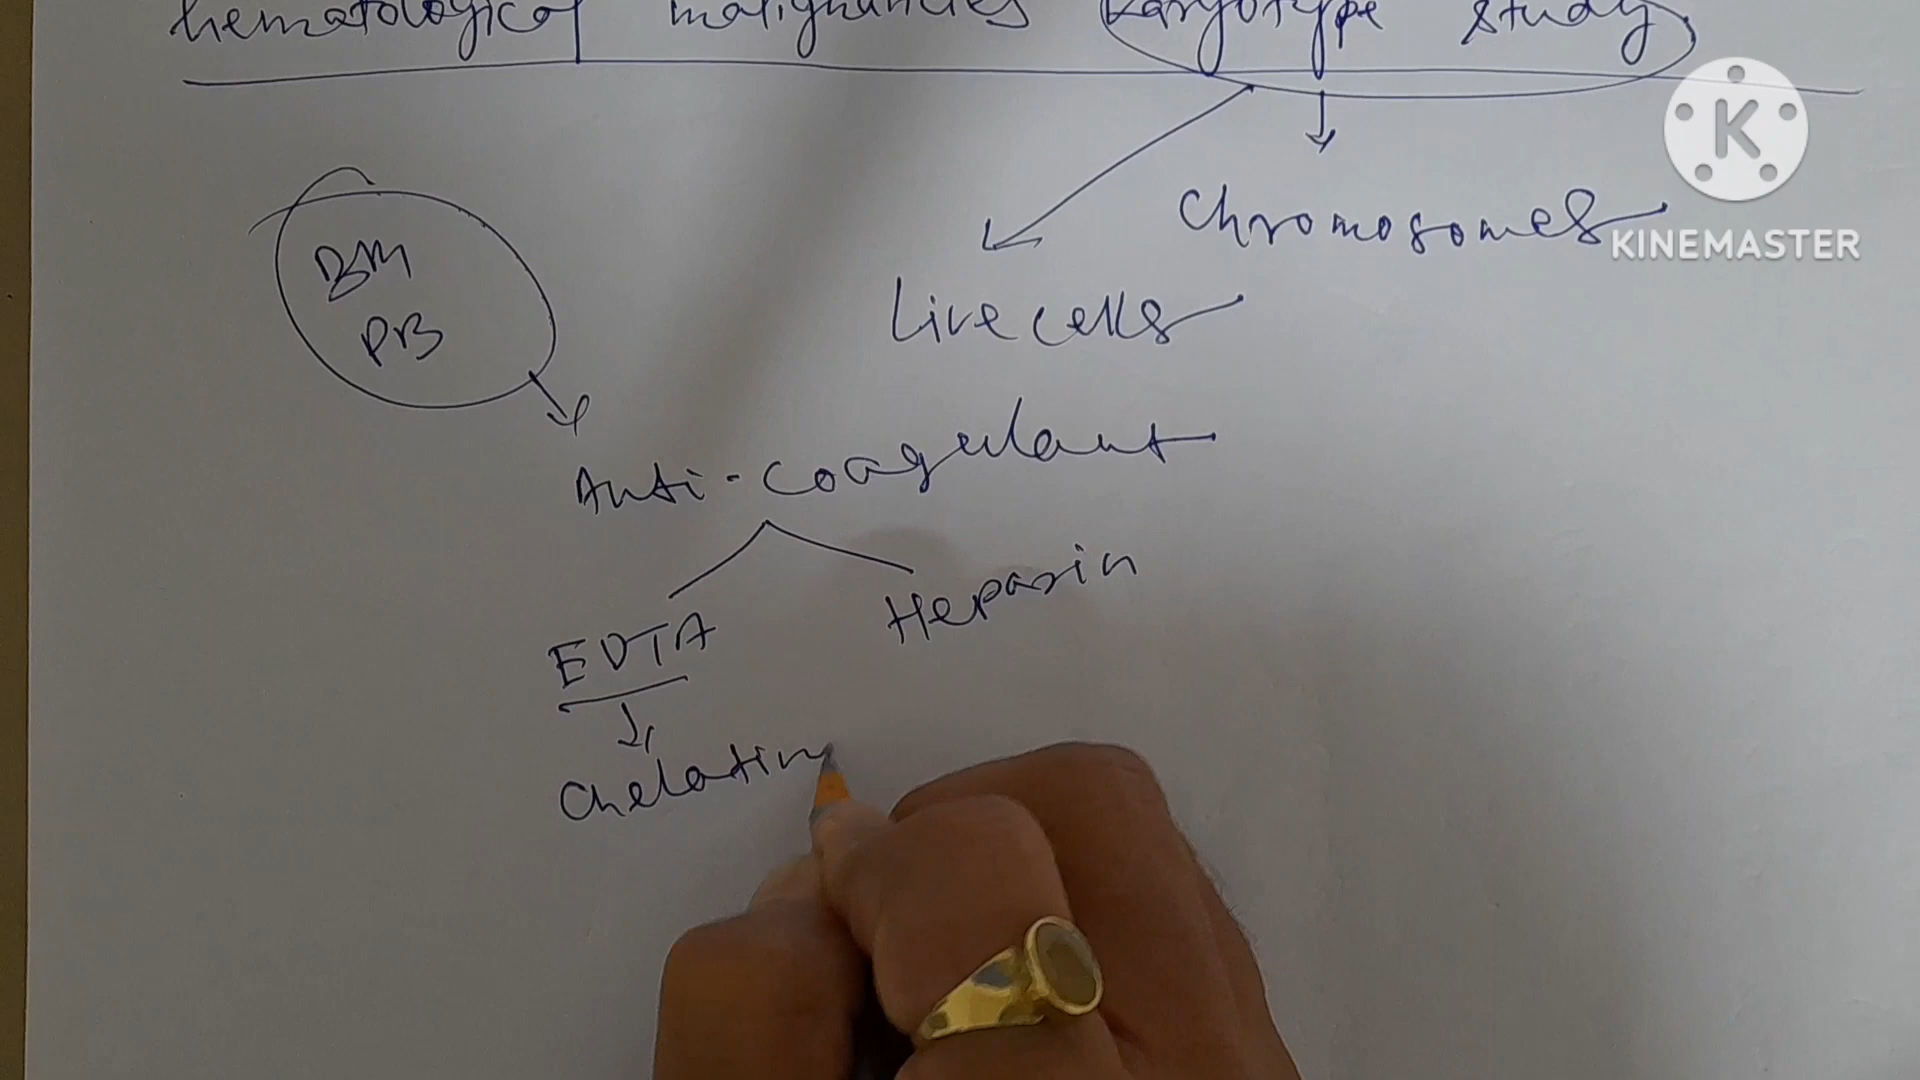 hematological malignancies Karyotype study
Chromosomes
KINEMASTER
BM
PB
Live cells
Anti-coagulant
EDTA
Heparin
Chelating